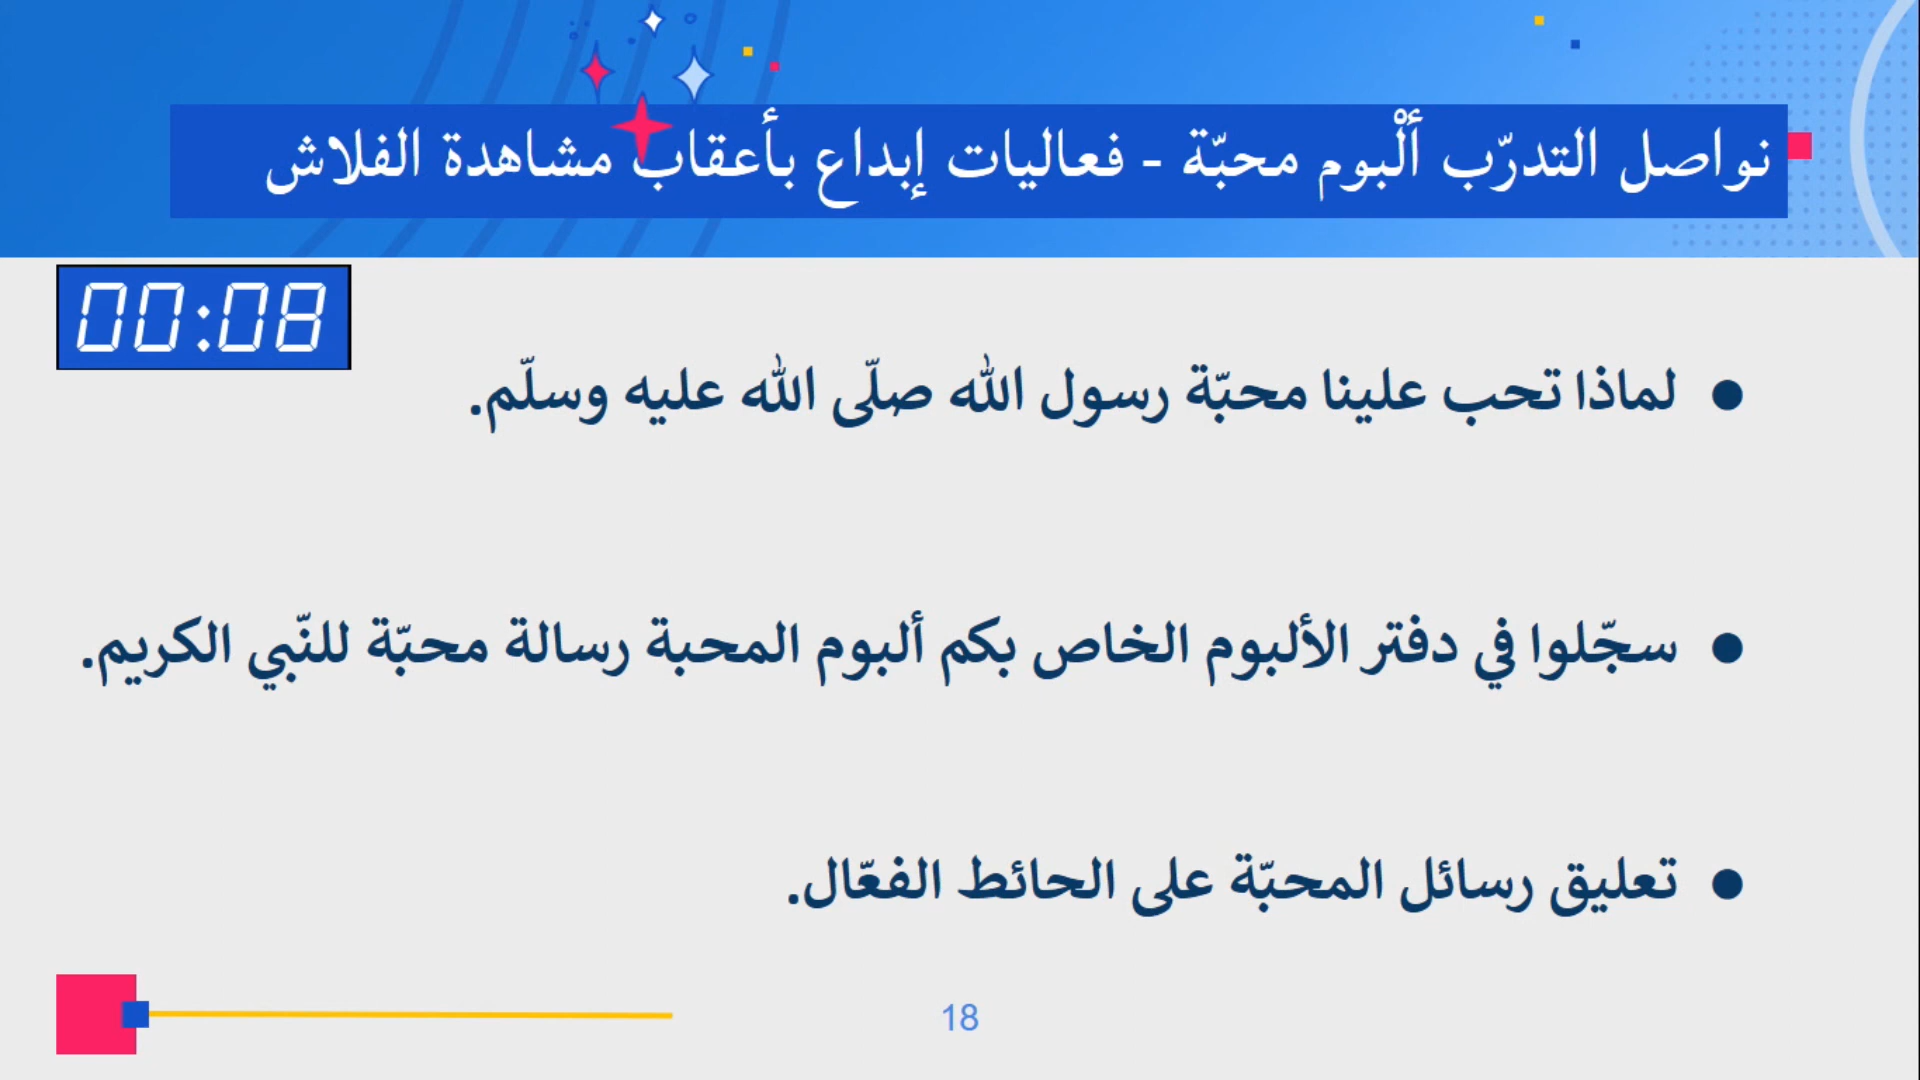 نواصل التدرّب ألْبوم محبّة - فعاليات إبداع بأعقاب مشاهدة الفلاش
00:08
● لماذا تحب علينا محبّة رسول الله صلّى الله عليه وسلّم.
● سجّلوا في دفتر الألبوم الخاص بكم ألبوم المحبة رسالة محبّة للنّبي الكريم.
● تعليق رسائل المحبّة على الحائط الفعّال.
18